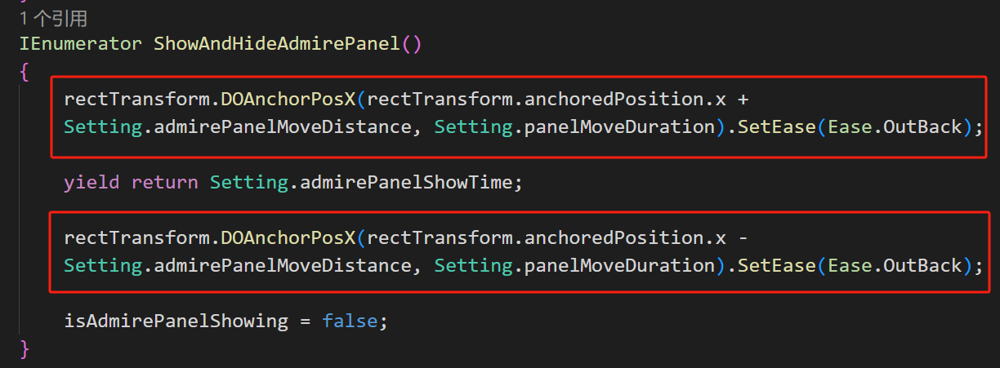 1 个引用
IEnumerator ShowAndHideAdmirePanel()
{
rectTransform.DOAnchorPosX(rectTransform.anchoredPosition.x +
Setting.admirePanelMoveDistance, Setting.panelMoveDuration).SetEase(Ease.OutBack);
yield return Setting.admirePanelShowTime;
rectTransform.DOAnchorPosX(rectTransform.anchoredPosition.x -
Setting.admirePanelMoveDistance, Setting.panelMoveDuration).SetEase(Ease.OutBack);
isAdmirePanelShowing = false;
}